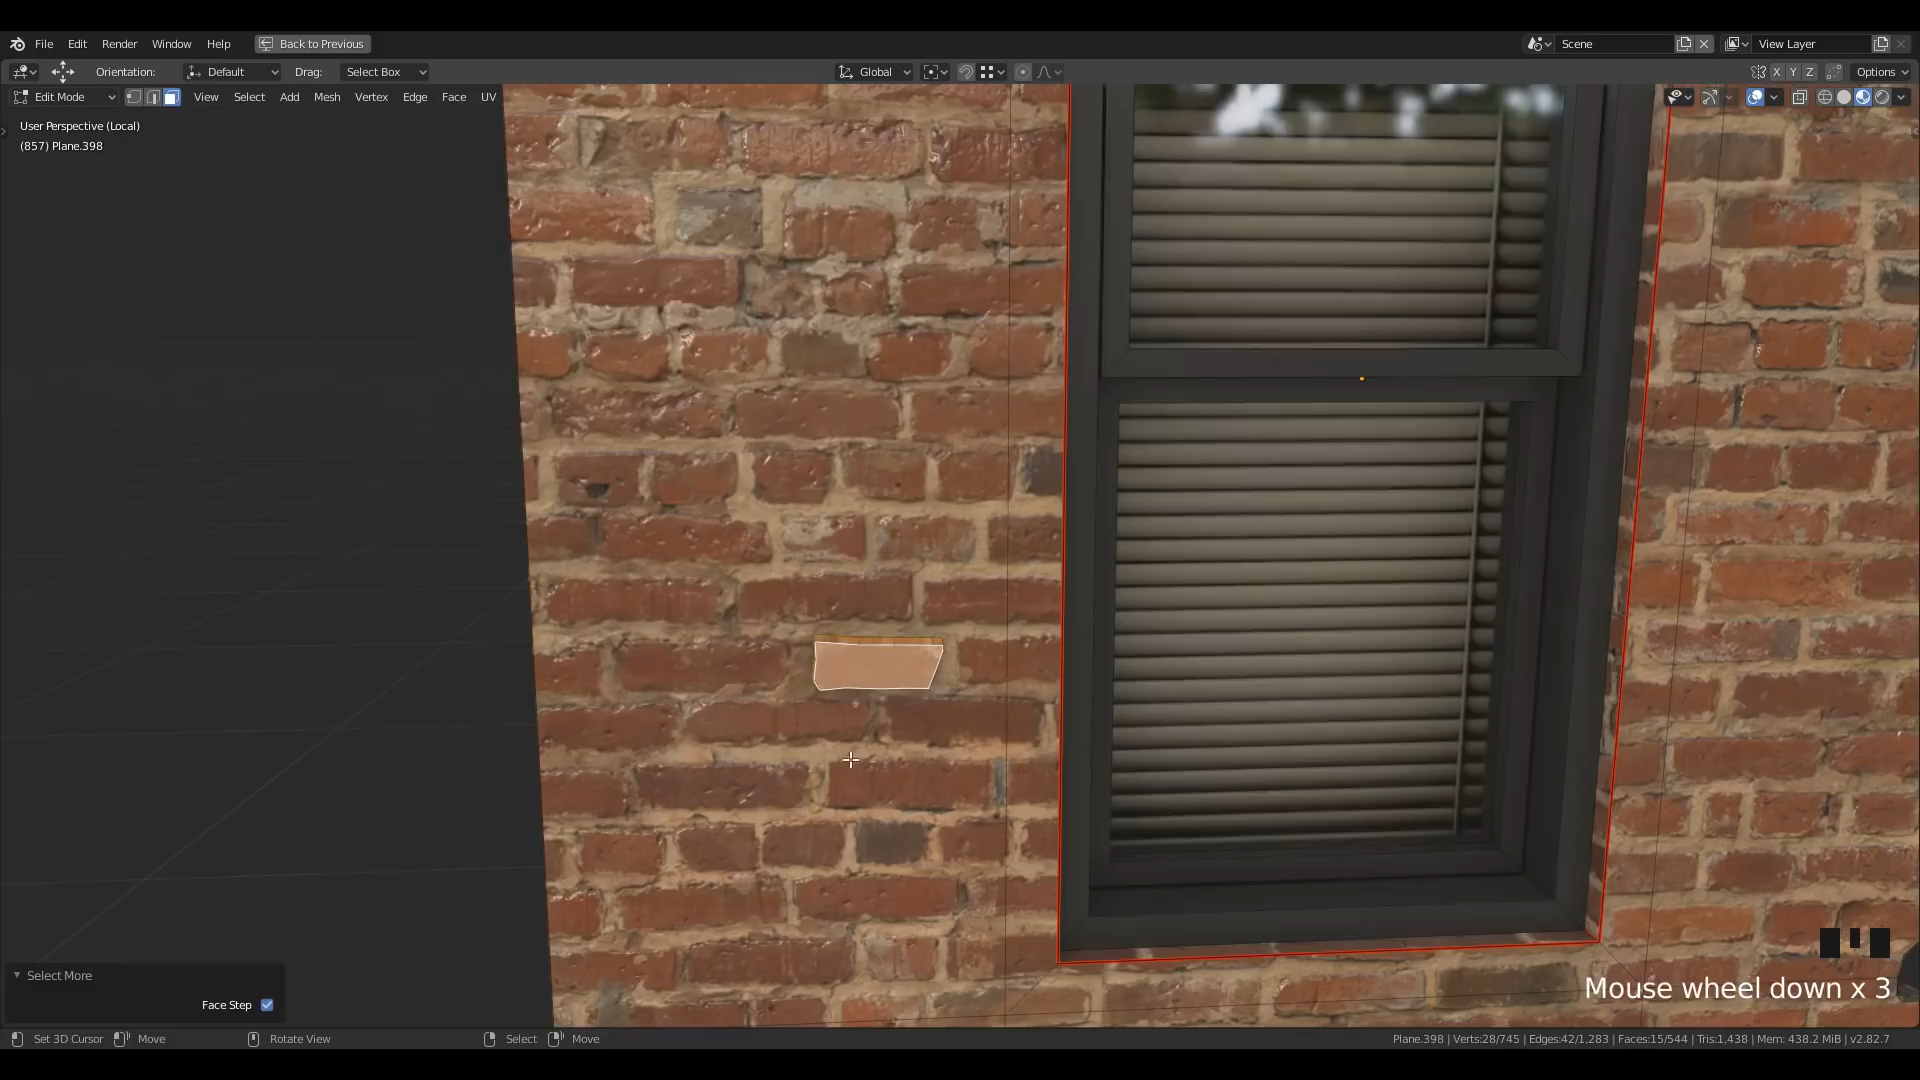 File Edit Render Window Help Back to Previous Scene View Layer
Orientation: Default Drag: Select Box Global X Y Z Options
Edit Mode View Select Add Mesh Vertex Edge Face UV
User Perspective (Local)
(857) Plane.398
Select More
Face Step
Mouse wheel down x 3
Set 3D Cursor Move Rotate View Select Move Plane.398 | Verts:28/745 | Edges:42/1,283 | Faces:15/544 | Tris:1,438 | Mem: 438.2 MiB | v2.82.7